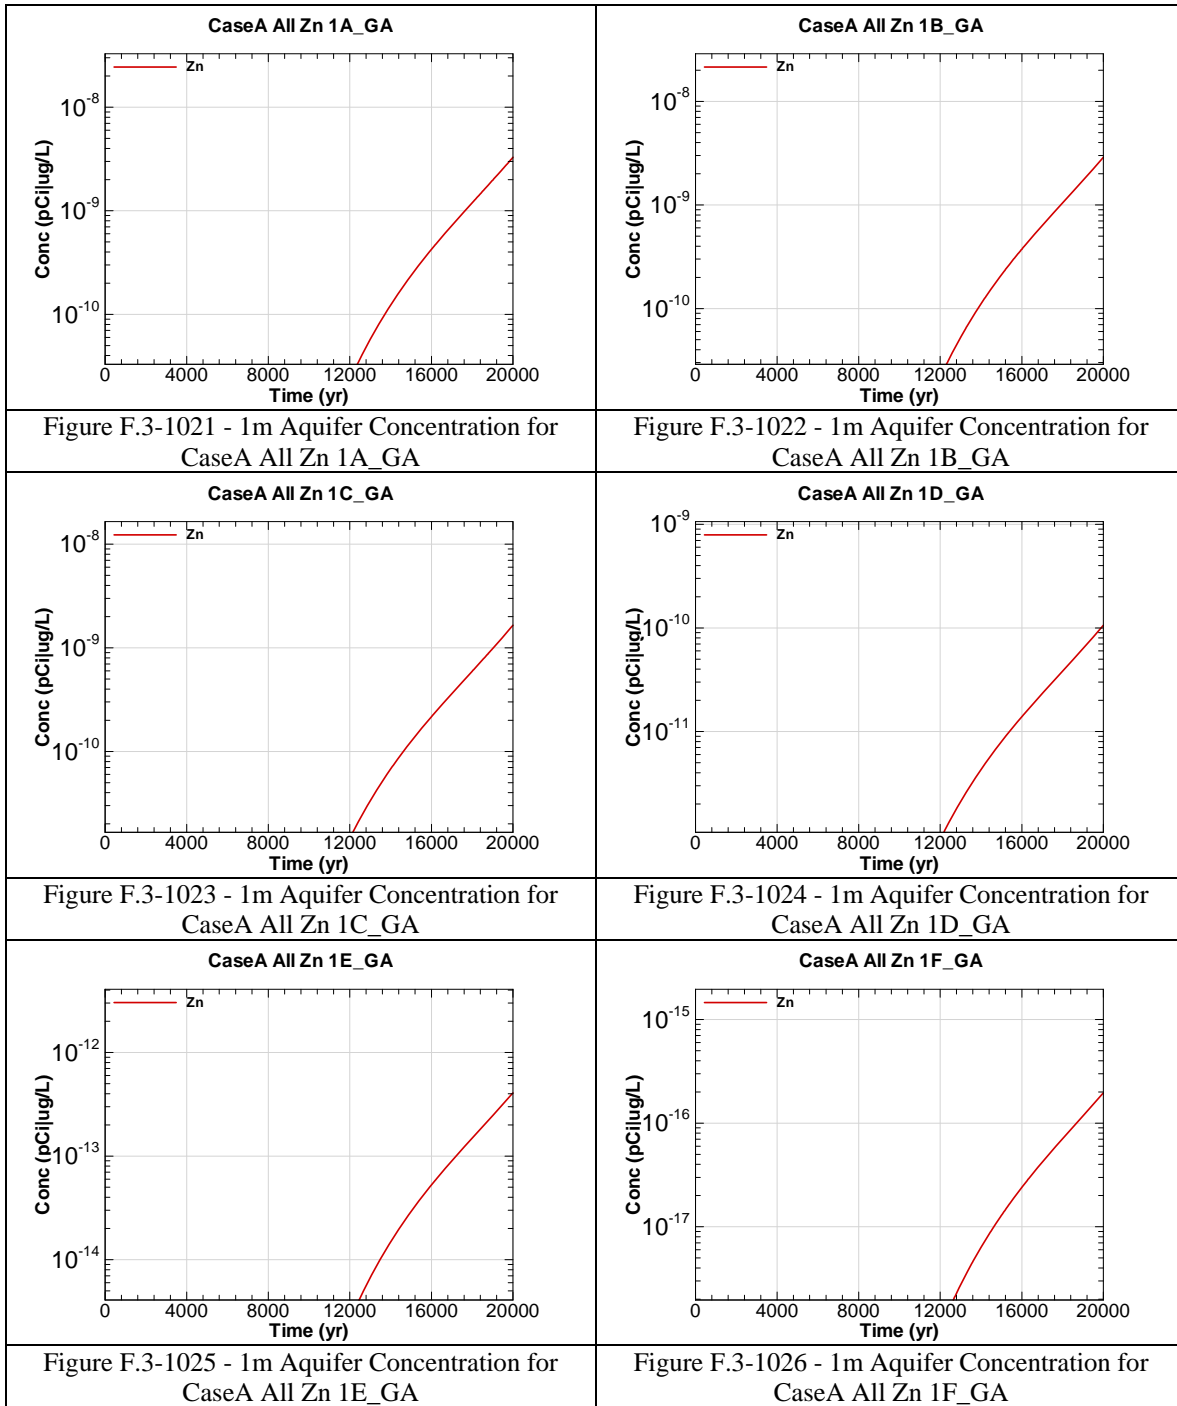 CaseA All Zn 1A_GA
Zn
10-8
10-9
10-10
Conc (pCi|ug/L)
0 4000 8000 12000 16000 20000
Time (yr)
Figure F.3-1021 - 1m Aquifer Concentration for
CaseA All Zn 1A_GA
CaseA All Zn 1B_GA
Zn
10-8
10-9
10-10
Conc (pCi|ug/L)
0 4000 8000 12000 16000 20000
Time (yr)
Figure F.3-1022 - 1m Aquifer Concentration for
CaseA All Zn 1B_GA
CaseA All Zn 1C_GA
Zn
10-8
10-9
10-10
Conc (pCi|ug/L)
0 4000 8000 12000 16000 20000
Time (yr)
Figure F.3-1023 - 1m Aquifer Concentration for
CaseA All Zn 1C_GA
CaseA All Zn 1D_GA
Zn
10-9
10-10
10-11
Conc (pCi|ug/L)
0 4000 8000 12000 16000 20000
Time (yr)
Figure F.3-1024 - 1m Aquifer Concentration for
CaseA All Zn 1D_GA
CaseA All Zn 1E_GA
Zn
10-12
10-13
10-14
Conc (pCi|ug/L)
0 4000 8000 12000 16000 20000
Time (yr)
Figure F.3-1025 - 1m Aquifer Concentration for
CaseA All Zn 1E_GA
CaseA All Zn 1F_GA
Zn
10-15
10-16
10-17
Conc (pCi|ug/L)
0 4000 8000 12000 16000 20000
Time (yr)
Figure F.3-1026 - 1m Aquifer Concentration for
CaseA All Zn 1F_GA